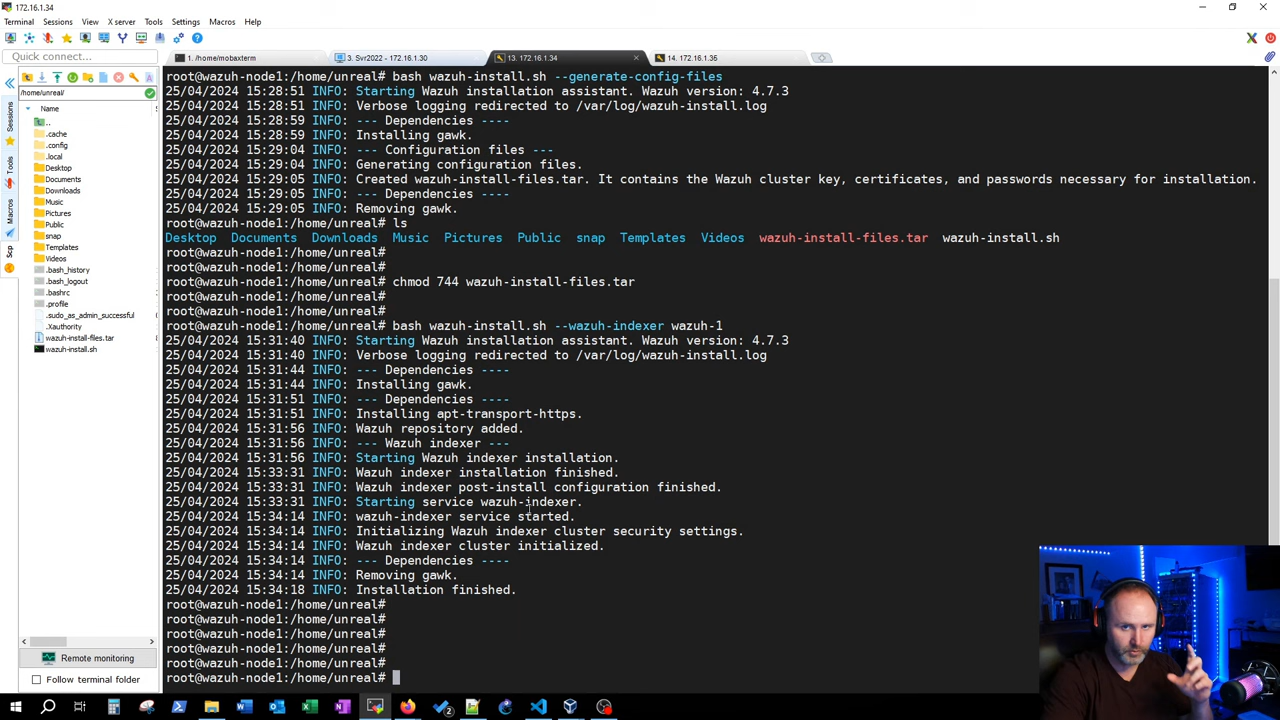 172.16.1.34
Terminal Sessions View X server Tools Settings Macros Help
Quick connect...
1. /home/mobaxterm
3. Svr2022 - 172.16.1.30
13. 172.16.1.34
14. 172.16.1.35
/home/unreal/
Name
..
.cache
.config
.local
Desktop
Documents
Downloads
Music
Pictures
Public
snap
Templates
Videos
.bash_history
.bash_logout
.bashrc
.profile
.sudo_as_admin_successful
.Xauthority
wazuh-install-files.tar
wazuh-install.sh
Sessions
Tools
Macros
Scp
Remote monitoring
Follow terminal folder
root@wazuh-node1:/home/unreal# bash wazuh-install.sh --generate-config-files
25/04/2024 15:28:51 INFO: Starting Wazuh installation assistant. Wazuh version: 4.7.3
25/04/2024 15:28:51 INFO: Verbose logging redirected to /var/log/wazuh-install.log
25/04/2024 15:28:59 INFO: --- Dependencies ----
25/04/2024 15:28:59 INFO: Installing gawk.
25/04/2024 15:29:04 INFO: --- Configuration files ---
25/04/2024 15:29:04 INFO: Generating configuration files.
25/04/2024 15:29:05 INFO: Created wazuh-install-files.tar. It contains the Wazuh cluster key, certificates, and passwords necessary for installation.
25/04/2024 15:29:05 INFO: --- Dependencies ----
25/04/2024 15:29:05 INFO: Removing gawk.
root@wazuh-node1:/home/unreal# ls
Desktop Documents Downloads Music Pictures Public snap Templates Videos wazuh-install-files.tar wazuh-install.sh
root@wazuh-node1:/home/unreal#
root@wazuh-node1:/home/unreal#
root@wazuh-node1:/home/unreal# chmod 744 wazuh-install-files.tar
root@wazuh-node1:/home/unreal#
root@wazuh-node1:/home/unreal#
root@wazuh-node1:/home/unreal# bash wazuh-install.sh --wazuh-indexer wazuh-1
25/04/2024 15:31:40 INFO: Starting Wazuh installation assistant. Wazuh version: 4.7.3
25/04/2024 15:31:40 INFO: Verbose logging redirected to /var/log/wazuh-install.log
25/04/2024 15:31:44 INFO: --- Dependencies ----
25/04/2024 15:31:44 INFO: Installing gawk.
25/04/2024 15:31:51 INFO: --- Dependencies ----
25/04/2024 15:31:51 INFO: Installing apt-transport-https.
25/04/2024 15:31:56 INFO: Wazuh repository added.
25/04/2024 15:31:56 INFO: --- Wazuh indexer ---
25/04/2024 15:31:56 INFO: Starting Wazuh indexer installation.
25/04/2024 15:33:31 INFO: Wazuh indexer installation finished.
25/04/2024 15:33:31 INFO: Wazuh indexer post-install configuration finished.
25/04/2024 15:33:31 INFO: Starting service wazuh-indexer.
25/04/2024 15:34:14 INFO: wazuh-indexer service started.
25/04/2024 15:34:14 INFO: Initializing Wazuh indexer cluster security settings.
25/04/2024 15:34:14 INFO: Wazuh indexer cluster initialized.
25/04/2024 15:34:14 INFO: --- Dependencies ----
25/04/2024 15:34:14 INFO: Removing gawk.
25/04/2024 15:34:18 INFO: Installation finished.
root@wazuh-node1:/home/unreal#
root@wazuh-node1:/home/unreal#
root@wazuh-node1:/home/unreal#
root@wazuh-node1:/home/unreal#
root@wazuh-node1:/home/unreal#
root@wazuh-node1:/home/unreal#